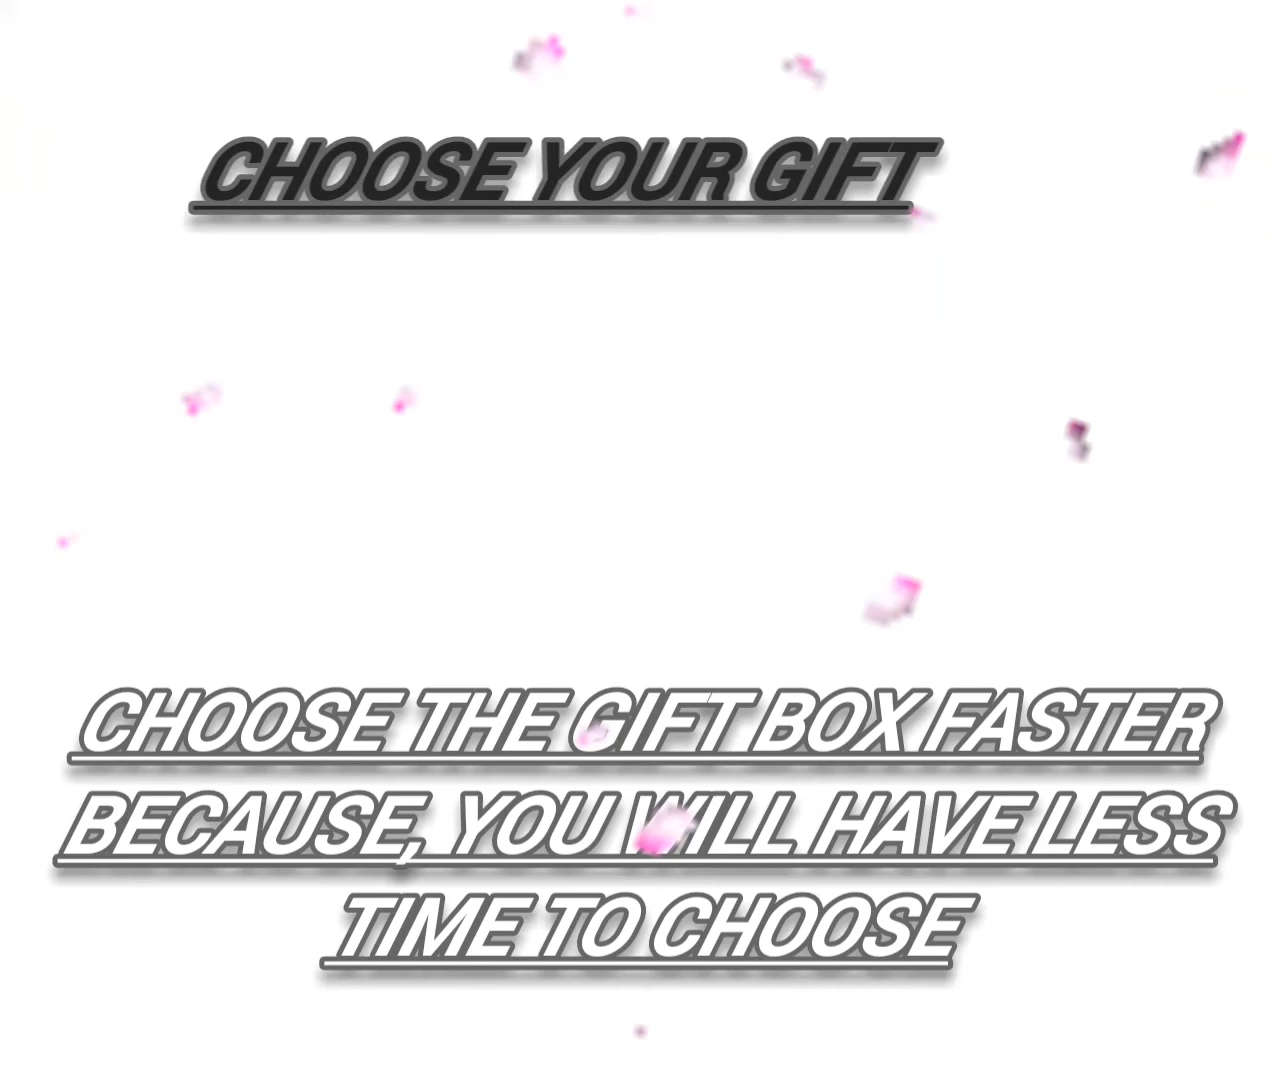 CHOOSE YOUR GIFT
CHOOSE THE GIFT BOX FASTER
BECAUSE, YOU WILL HAVE LESS
TIME TO CHOOSE